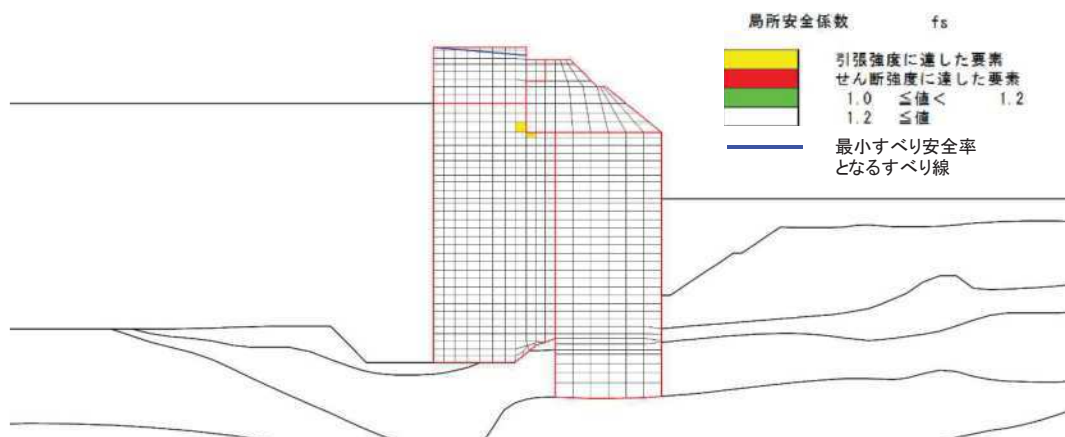 局所安全係数 fs
引張強度に達した要素
せん断強度に達した要素
1.0 ≦値< 1.2
1.2 ≦値
最小すべり安全率
となるすべり線